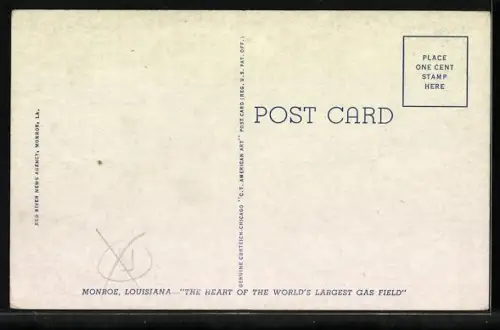 RED RIVER NEWS AGENCY, MONROE, LA.
GENUINE CURTEICH-CHICAGO "C.T. AMERICAN ART" POST CARD (REG. U.S. PAT. OFF.)
POST CARD
PLACE
ONE CENT
STAMP
HERE
MONROE, LOUISIANA—"THE HEART OF THE WORLD'S LARGEST GAS FIELD"